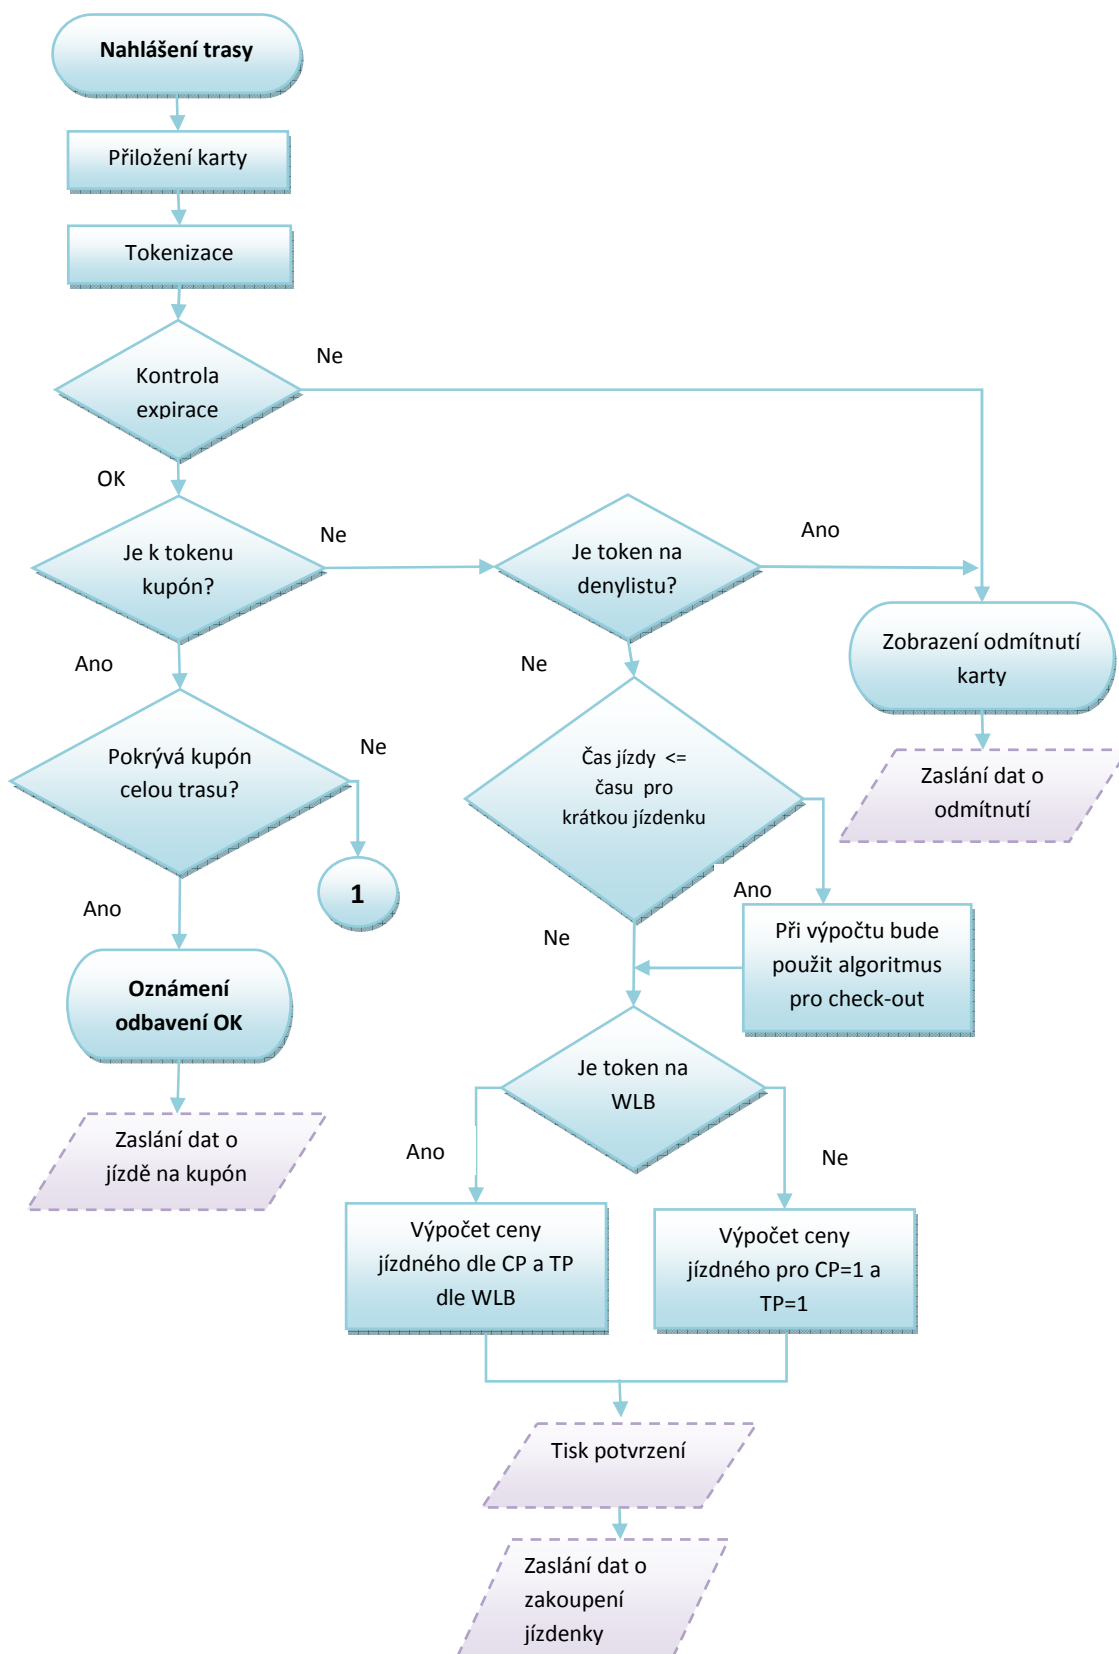 Nahlášení trasy
Přiložení karty
Tokenizace
Ne
Kontrola
expirace
OK
Je k tokenu
kupón?
Ne
Je token na
denylistu?
Ano
Ano
Ne
Zobrazení odmítnutí
karty
Pokrývá kupón
celou trasu?
Ne
Čas jízdy <=
času pro
krátkou jízdenku
Zaslání dat o
odmítnutí
1
Ano
Ano
Ne
Při výpočtu bude
použit algoritmus
pro check-out
Oznámení
odbavení OK
Je token na
WLB
Zaslání dat o
jízdě na kupón
Ano
Ne
Výpočet ceny
jízdného dle CP a TP
dle WLB
Výpočet ceny
jízdného pro CP=1 a
TP=1
Tisk potvrzení
Zaslání dat o
zakoupení
jízdenky